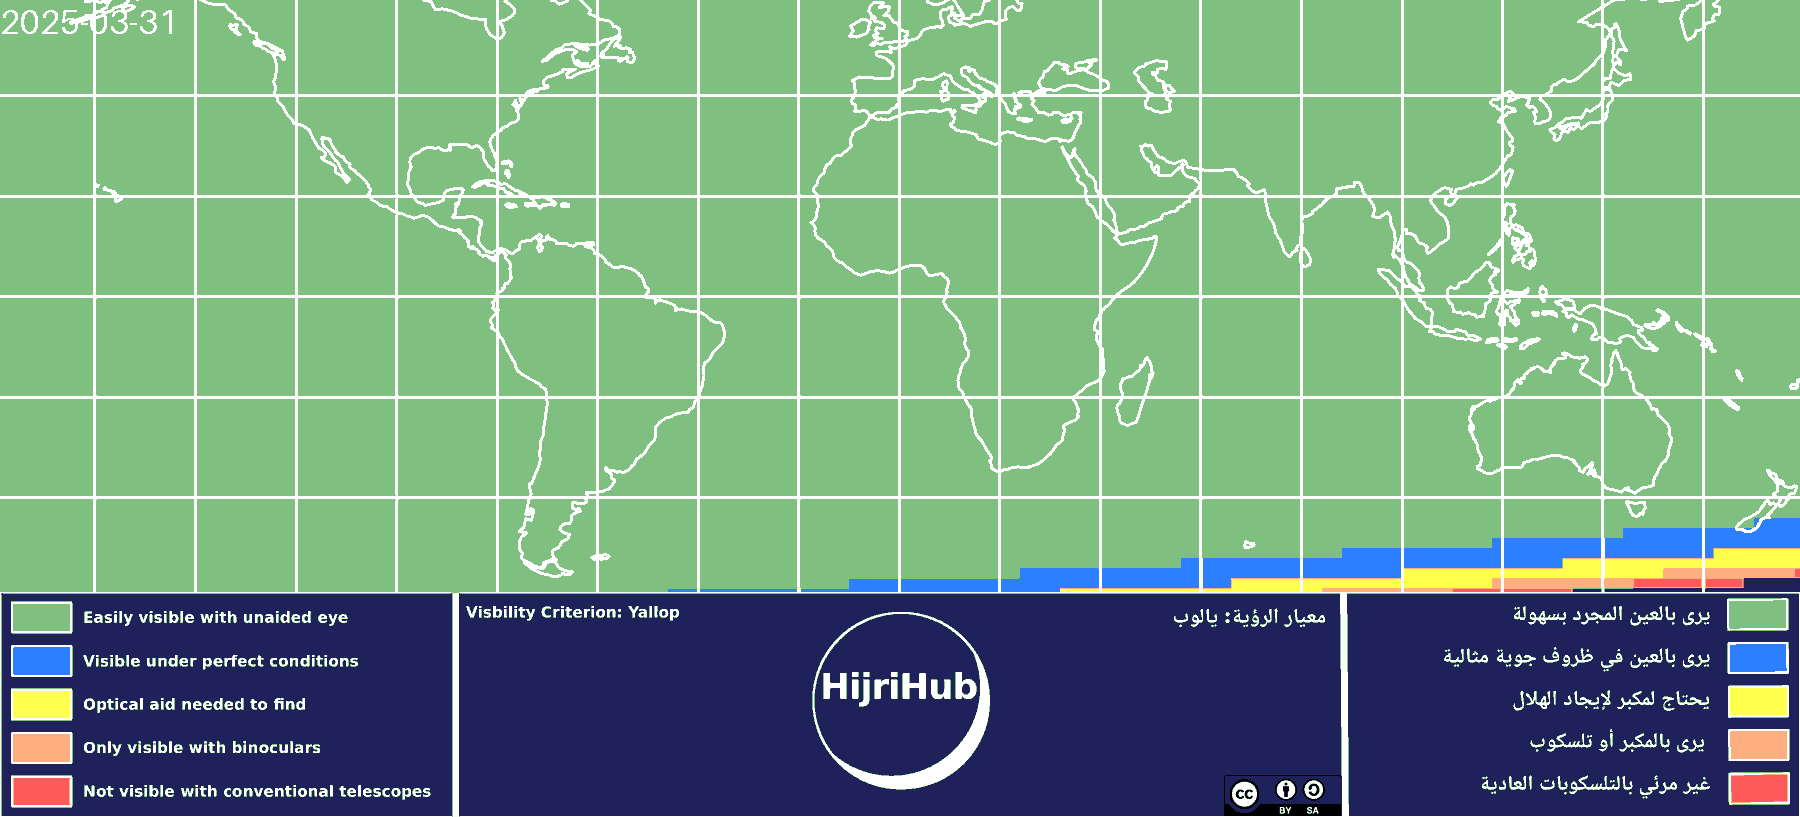 2025-03-31
Easily visible with unaided eye
Visible under perfect conditions
Optical aid needed to find
Only visible with binoculars
Not visible with conventional telescopes
Visbility Criterion: Yallop
معيار الرؤية: يالوب
HijriHub
cc
BY SA
يرى بالعين المجرد بسهولة
يرى بالعين في ظروف جوية مثالية
يحتاج لمكبر لإيجاد الهلال
يرى بالمكبر أو تلسكوب
غير مرئي بالتلسكوبات العادية